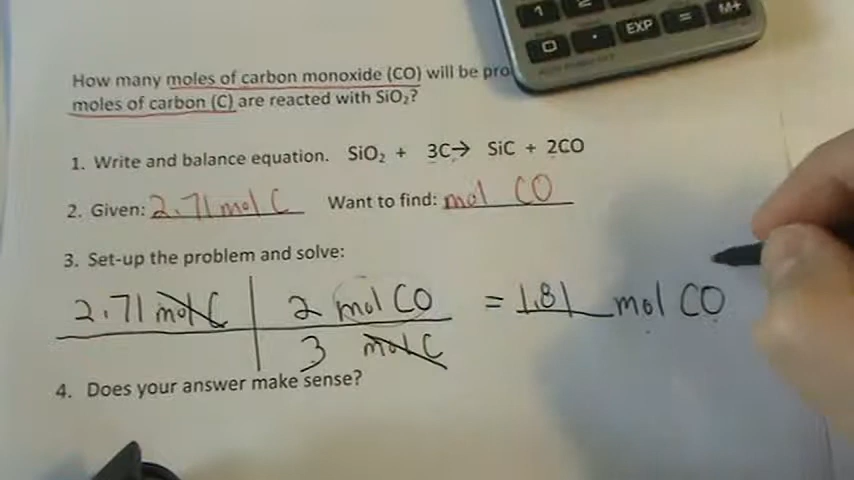 1 M+
0 . EXP =
How many moles of carbon monoxide (CO) will be
moles of carbon (C) are reacted with SiO₂?
1. Write and balance equation. SiO₂ + 3C→ SiC + 2CO
2. Given: 2.71 mol C Want to find: mol CO
3. Set-up the problem and solve:
2.71 mol C 2 mol CO = 1.81 mol CO
3 mol C
4. Does your answer make sense?